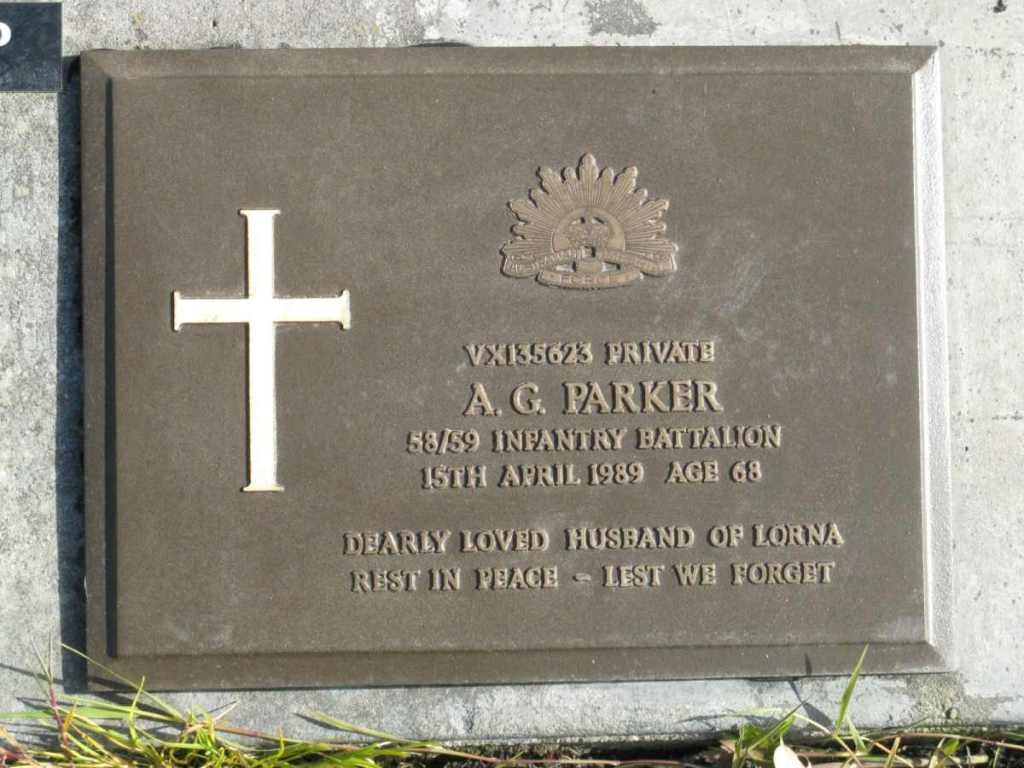 VX135623 PRIVATE
A. G. PARKER
58/59 INFANTRY BATTALION
15TH APRIL 1989 AGE 68
DEARLY LOVED HUSBAND OF LORNA
REST IN PEACE - LEST WE FORGET